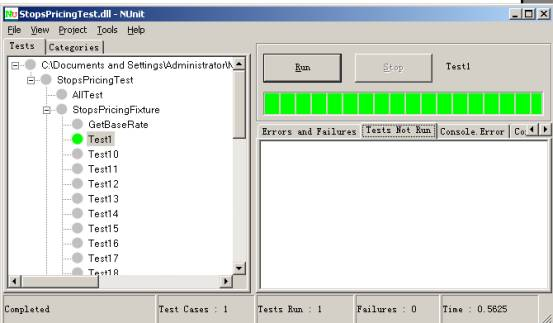 StopsPricingTest.dll - NUnit
File View Project Tools Help
Tests Categories
C:\Documents and Settings\Administrator\
StopsPricingTest
AllTest
StopsPricingFixture
GetBaseRate
Test1
Test10
Test11
Test12
Test13
Test14
Test15
Test16
Test17
Test18
Run Stop Test1
Errors and Failures Tests Not Run Console.Error Co
Completed Test Cases : 1 Tests Run : 1 Failures : 0 Time : 0.5625